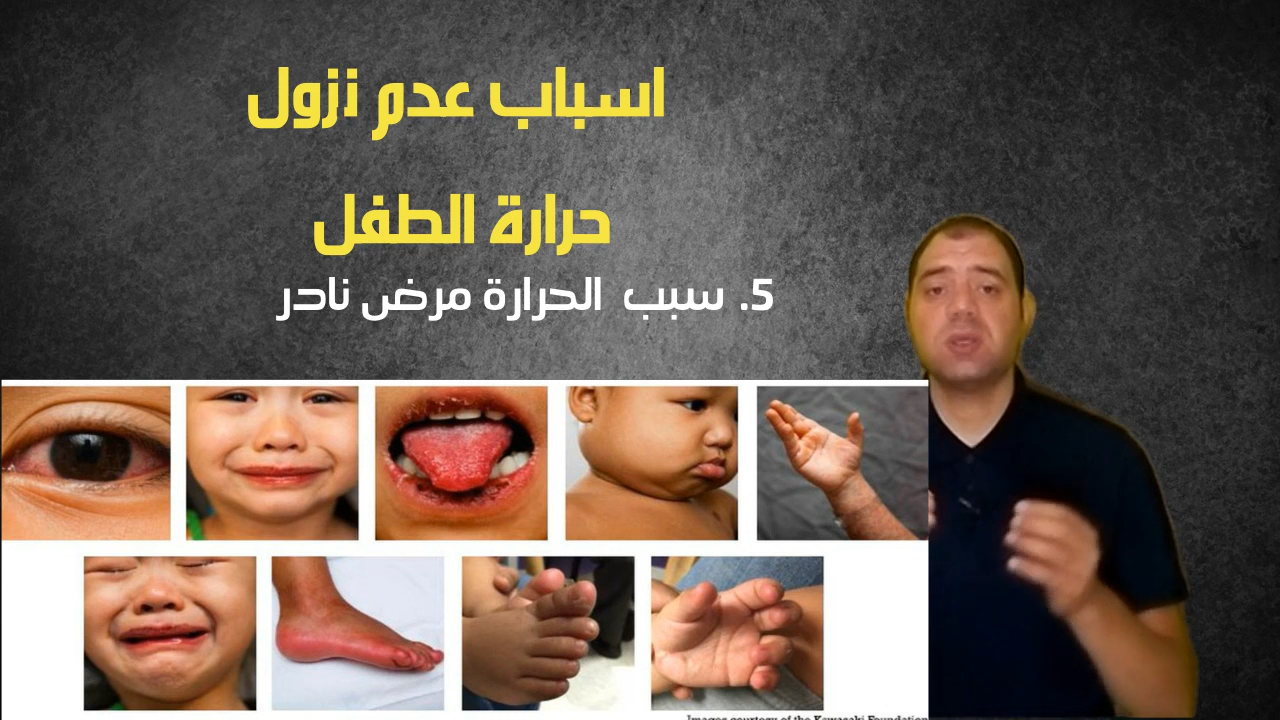 اسباب عدم نزول
حرارة الطفل
5. سبب الحرارة مرض نادر
Images courtesy of the Kawasaki Foundation